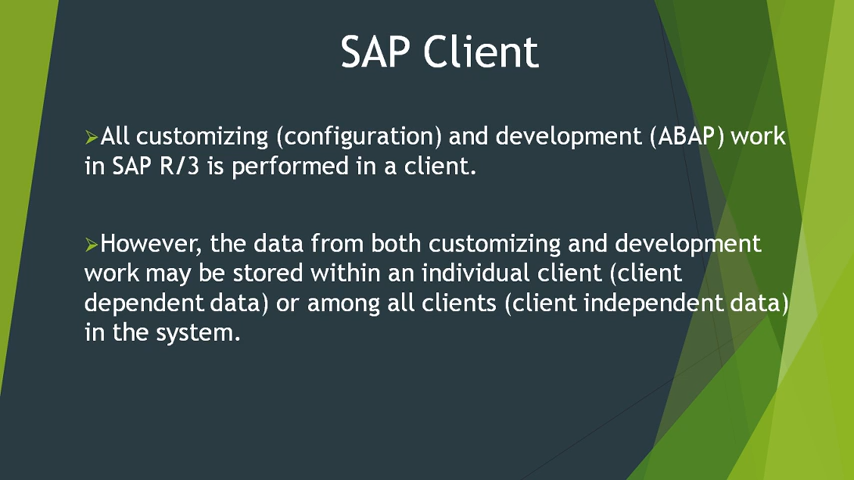 SAP Client
➢All customizing (configuration) and development (ABAP) work
in SAP R/3 is performed in a client.
➢However, the data from both customizing and development
work may be stored within an individual client (client
dependent data) or among all clients (client independent data)
in the system.